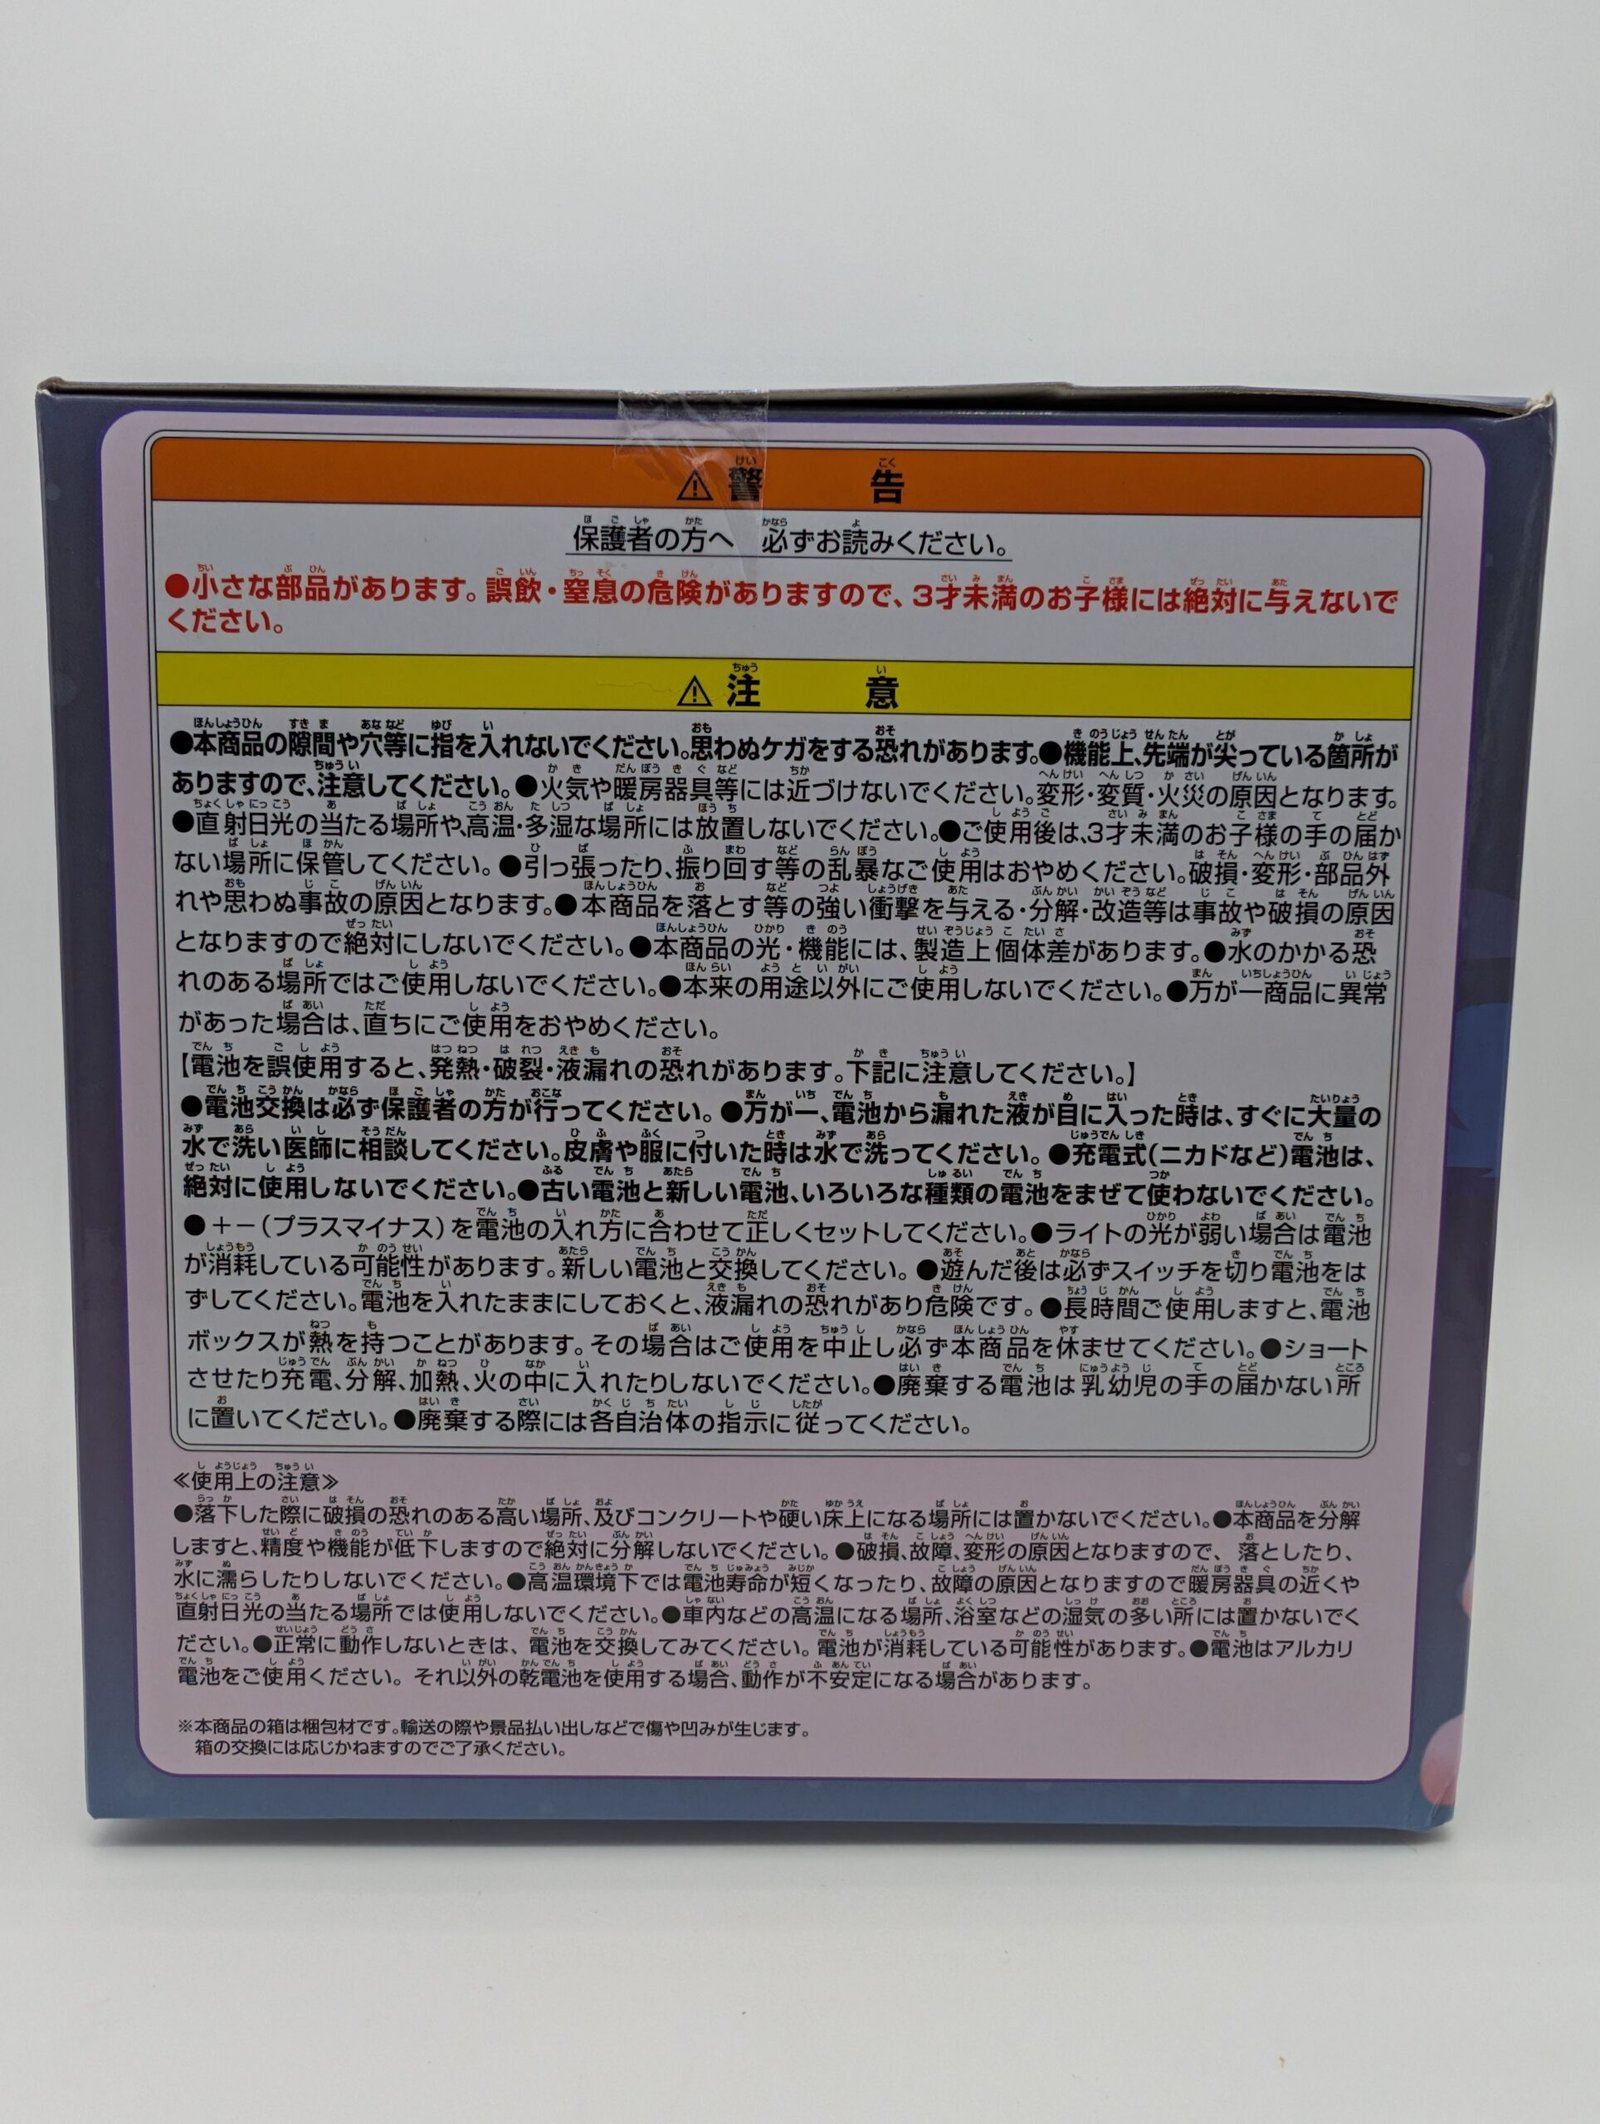 ⚠警告
保護者の方へ 必ずお読みください。
●小さな部品があります。誤飲・窒息の危険がありますので、3才未満のお子様には絶対に与えないで
ください。
⚠注意
●本商品の隙間や穴等に指を入れないでください。思わぬケガをする恐れがあります。●機能上、先端が尖っている箇所が
ありますので、注意してください。●火気や暖房器具等には近づけないでください。変形・変質・火災の原因となります。
●直射日光の当たる場所や、高温・多湿な場所には放置しないでください。●ご使用後は、3才未満のお子様の手の届か
ない場所に保管してください。●引っ張ったり、振り回す等の乱暴なご使用はおやめください。破損・変形・部品外
れや思わぬ事故の原因となります。●本商品を落とす等の強い衝撃を与える・分解・改造等は事故や破損の原因
となりますので絶対にしないでください。●本商品の光・機能には、製造上個体差があります。●水のかかる恐
れのある場所ではご使用しないでください。●本来の用途以外にご使用しないでください。●万が一商品に異常
があった場合は、直ちにご使用をおやめください。
【電池を誤使用すると、発熱・破裂・液漏れの恐れがあります。下記に注意してください。】
●電池交換は必ず保護者の方が行ってください。●万が一、電池から漏れた液が目に入った時は、すぐに大量の
水で洗い医師に相談してください。皮膚や服に付いた時は水で洗ってください。●充電式(ニカドなど)電池は、
絶対に使用しないでください。●古い電池と新しい電池、いろいろな種類の電池をまぜて使わないでください。
●+−(プラスマイナス)を電池の入れ方に合わせて正しくセットしてください。●ライトの光が弱い場合は電池
が消耗している可能性があります。新しい電池と交換してください。●遊んだ後は必ずスイッチを切り電池をは
ずしてください。電池を入れたままにしておくと、液漏れの恐れがあり危険です。●長時間ご使用しますと、電池
ボックスが熱を持つことがあります。その場合はご使用を中止し必ず本商品を休ませてください。●ショート
させたり充電、分解、加熱、火の中に入れたりしないでください。●廃棄する電池は乳幼児の手の届かない所
に置いてください。●廃棄する際には各自治体の指示に従ってください。
≪使用上の注意≫
●落下した際に破損の恐れのある高い場所、及びコンクリートや硬い床上になる場所には置かないでください。●本商品を分解
しますと、精度や機能が低下しますので絶対に分解しないでください。●破損、故障、変形の原因となりますので、落としたり、
水に濡らしたりしないでください。●高温環境下では電池寿命が短くなったり、故障の原因となりますので暖房器具の近くや
直射日光の当たる場所では使用しないでください。●車内などの高温になる場所、浴室などの湿気の多い所には置かないでく
ださい。●正常に動作しないときは、電池を交換してみてください。電池が消耗している可能性があります。●電池はアルカリ
電池をご使用ください。それ以外の乾電池を使用する場合、動作が不安定になる場合があります。
※本商品の箱は梱包材です。輸送の際や景品払い出しなどで傷や凹みが生じます。
箱の交換には応じかねますのでご了承ください。